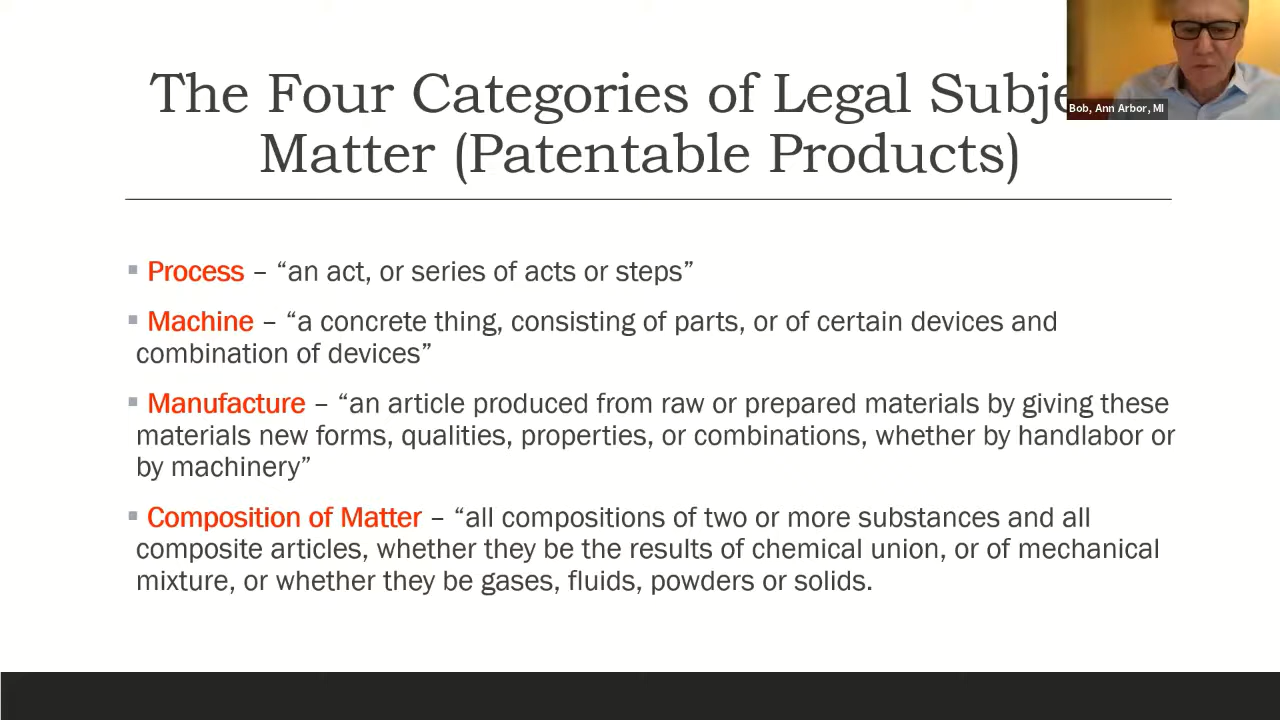 The Four Categories of Legal Subje
Matter (Patentable Products)
Bob, Ann Arbor, MI
Process – “an act, or series of acts or steps”
Machine – “a concrete thing, consisting of parts, or of certain devices and
combination of devices”
Manufacture – “an article produced from raw or prepared materials by giving these
materials new forms, qualities, properties, or combinations, whether by handlabor or
by machinery”
Composition of Matter – “all compositions of two or more substances and all
composite articles, whether they be the results of chemical union, or of mechanical
mixture, or whether they be gases, fluids, powders or solids.